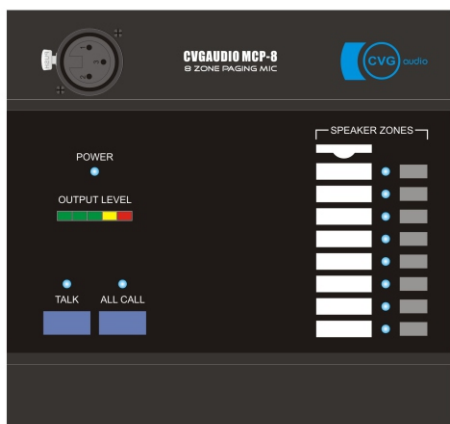 CVGAUDIO MCP-8
8 ZONE PAGING MIC
CVG audio
SPEAKER ZONES
POWER
OUTPUT LEVEL
TALK ALL CALL